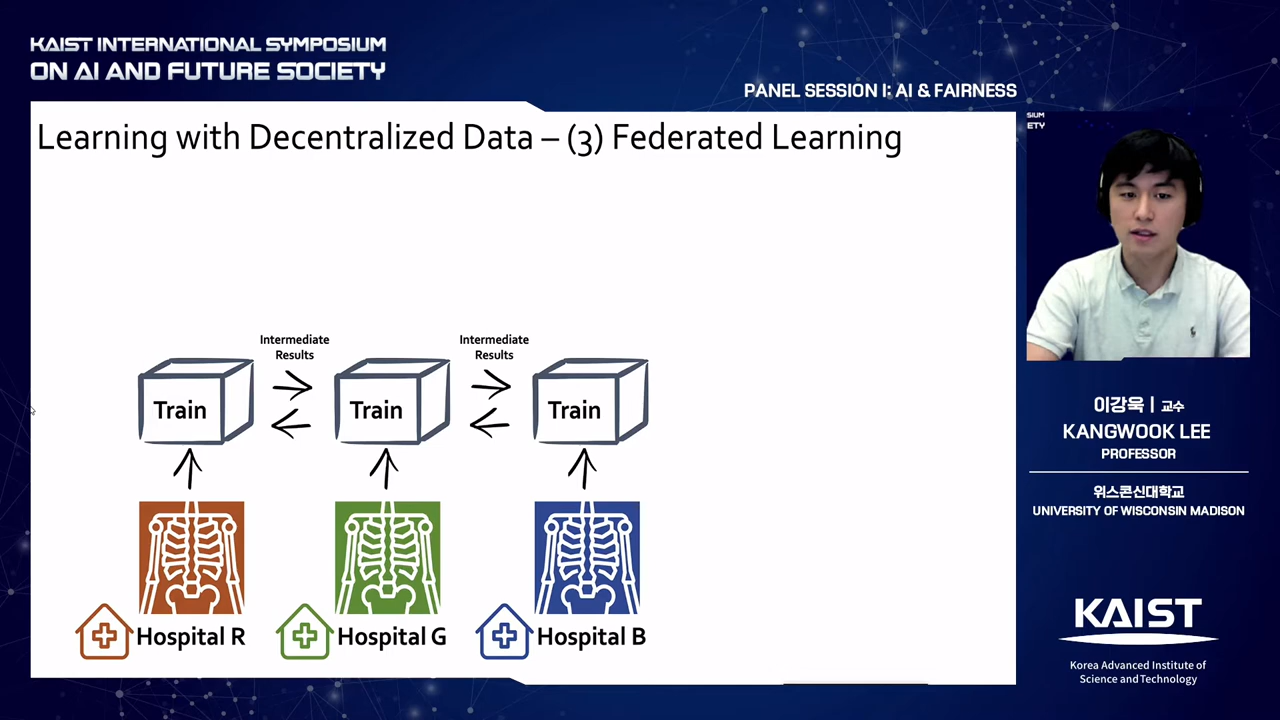 KAIST INTERNATIONAL SYMPOSIUM
ON AI AND FUTURE SOCIETY
PANEL SESSION I: AI & FAIRNESS
Learning with Decentralized Data – (3) Federated Learning
SIUM
ETY
Intermediate
Results
Intermediate
Results
Train
Train
Train
Hospital R
Hospital G
Hospital B
이강욱 | 교수
KANGWOOK LEE
PROFESSOR
위스콘신대학교
UNIVERSITY OF WISCONSIN MADISON
KAIST
Korea Advanced Institute of
Science and Technology